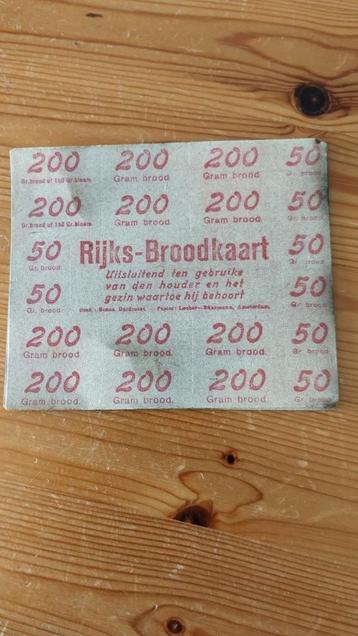 200 200 200 50
Gr. brood of 150 Gr. bloem. Gram brood. Gram brood. Gr. brood.
200 200 200 50
Gr. brood of 150 Gr. bloem. Gram brood. Gram brood. Gr. brood.
50 Rijks-Broodkaart 50
Gr. brood. Gr. brood.
Uitsluitend ten gebruike
50 van den houder en het 50
Gr. brood. gezin waartoe hij behoort Gr. brood.
Papier: Amsterdam.
200 200 200 50
Gram brood. Gram brood. Gram brood. Gr. brood.
200 200 200 50
Gram brood. Gram brood. Gram brood. Gr. brood.